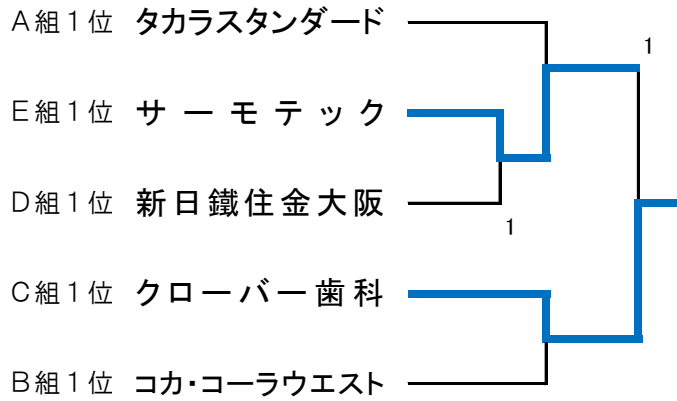 A組1位 タカラスタンダード
1
E組1位 サーモテック
D組1位 新日鐵住金大阪
1
C組1位 クローバー歯科
B組1位 コカ・コーラウエスト